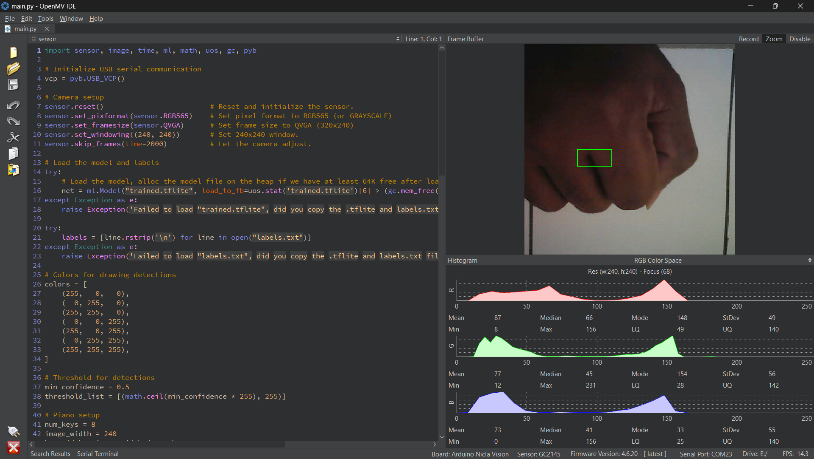 main.py - OpenMV IDE
File Edit Tools Window Help
main.py
sensor Line: 1, Col: 1 Frame Buffer Record Zoom Disable
1 import sensor, image, time, ml, math, uos, gc, pyb
2
3 # Initialize USB serial communication
4 vcp = pyb.USB_VCP()
5
6 # Camera setup
7 sensor.reset() # Reset and initialize the sensor.
8 sensor.set_pixformat(sensor.RGB565) # Set pixel format to RGB565 (or GRAYSCALE)
9 sensor.set_framesize(sensor.QVGA) # Set frame size to QVGA (320x240)
10 sensor.set_windowing((240, 240)) # Set 240x240 window.
11 sensor.skip_frames(time=2000) # Let the camera adjust.
12
13 # Load the model and labels
14 try:
15 # Load the model, alloc the model file on the heap if we have at least 64K free after loa
16 net = ml.Model("trained.tflite", load_to_fb=uos.stat('trained.tflite')[6] > (gc.mem_free(
17 except Exception as e:
18 raise Exception('Failed to load "trained.tflite", did you copy the .tflite and labels.txt
19
20 try:
21 labels = [line.rstrip('\n') for line in open("labels.txt")]
22 except Exception as e:
23 raise Exception('Failed to load "labels.txt", did you copy the .tflite and labels.txt fil
24
25 # Colors for drawing detections
26 colors = [
27 (255, 0, 0),
28 ( 0, 255, 0),
29 (255, 255, 0),
30 ( 0, 0, 255),
31 (255, 0, 255),
32 ( 0, 255, 255),
33 (255, 255, 255),
34 ]
35
36 # Threshold for detections
37 min_confidence = 0.5
38 threshold_list = [(math.ceil(min_confidence * 255), 255)]
39
40 # Piano setup
41 num_keys = 8
42 image_width = 240
Histogram RGB Color Space
Res (w:240, h:240) - Focus (68)
R
0 50 100 150 200 250
Mean 87 Median 66 Mode 148 StDev 49
Min 8 Max 156 LQ 49 UQ 140
G
0 50 100 150 200 250
Mean 77 Median 45 Mode 154 StDev 56
Min 12 Max 231 LQ 28 UQ 142
B
0 50 100 150 200 250
Mean 73 Median 41 Mode 33 StDev 55
Min 0 Max 156 LQ 25 UQ 140
Search Results Serial Terminal Board: Arduino Nicla Vision Sensor: GC2145 Firmware Version: 4.6.20 [ latest ] Serial Port: COM23 Drive: E:/ FPS: 14.3